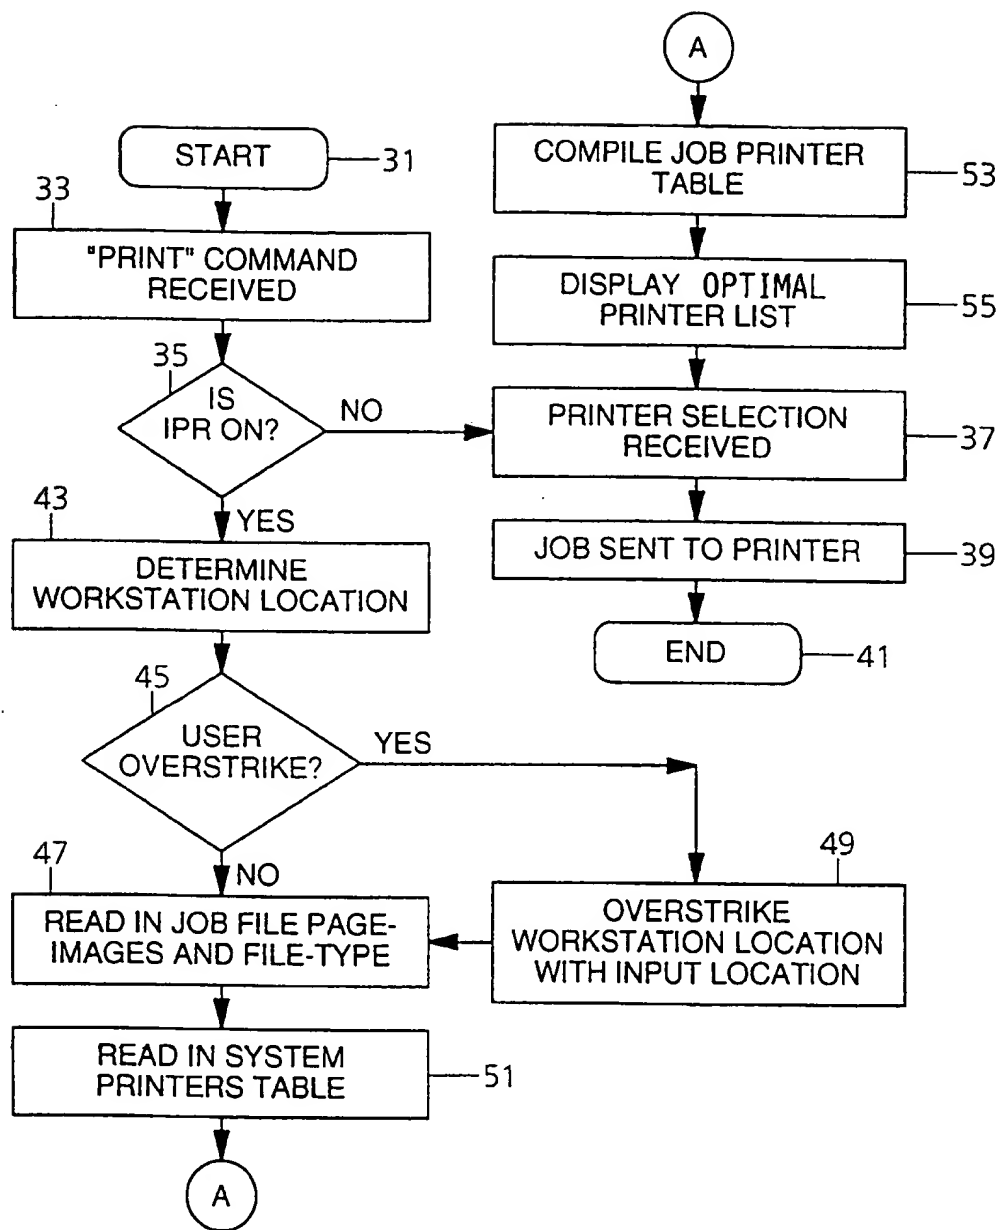 START
31
33
"PRINT" COMMAND
RECEIVED
35
IS
IPR ON?
NO
YES
43
DETERMINE
WORKSTATION LOCATION
45
USER
OVERSTRIKE?
YES
NO
47
READ IN JOB FILE PAGE-
IMAGES AND FILE-TYPE
49
OVERSTRIKE
WORKSTATION LOCATION
WITH INPUT LOCATION
READ IN SYSTEM
PRINTERS TABLE
51
A
A
COMPILE JOB PRINTER
TABLE
53
DISPLAY OPTIMAL
PRINTER LIST
55
PRINTER SELECTION
RECEIVED
37
JOB SENT TO PRINTER
39
END
41